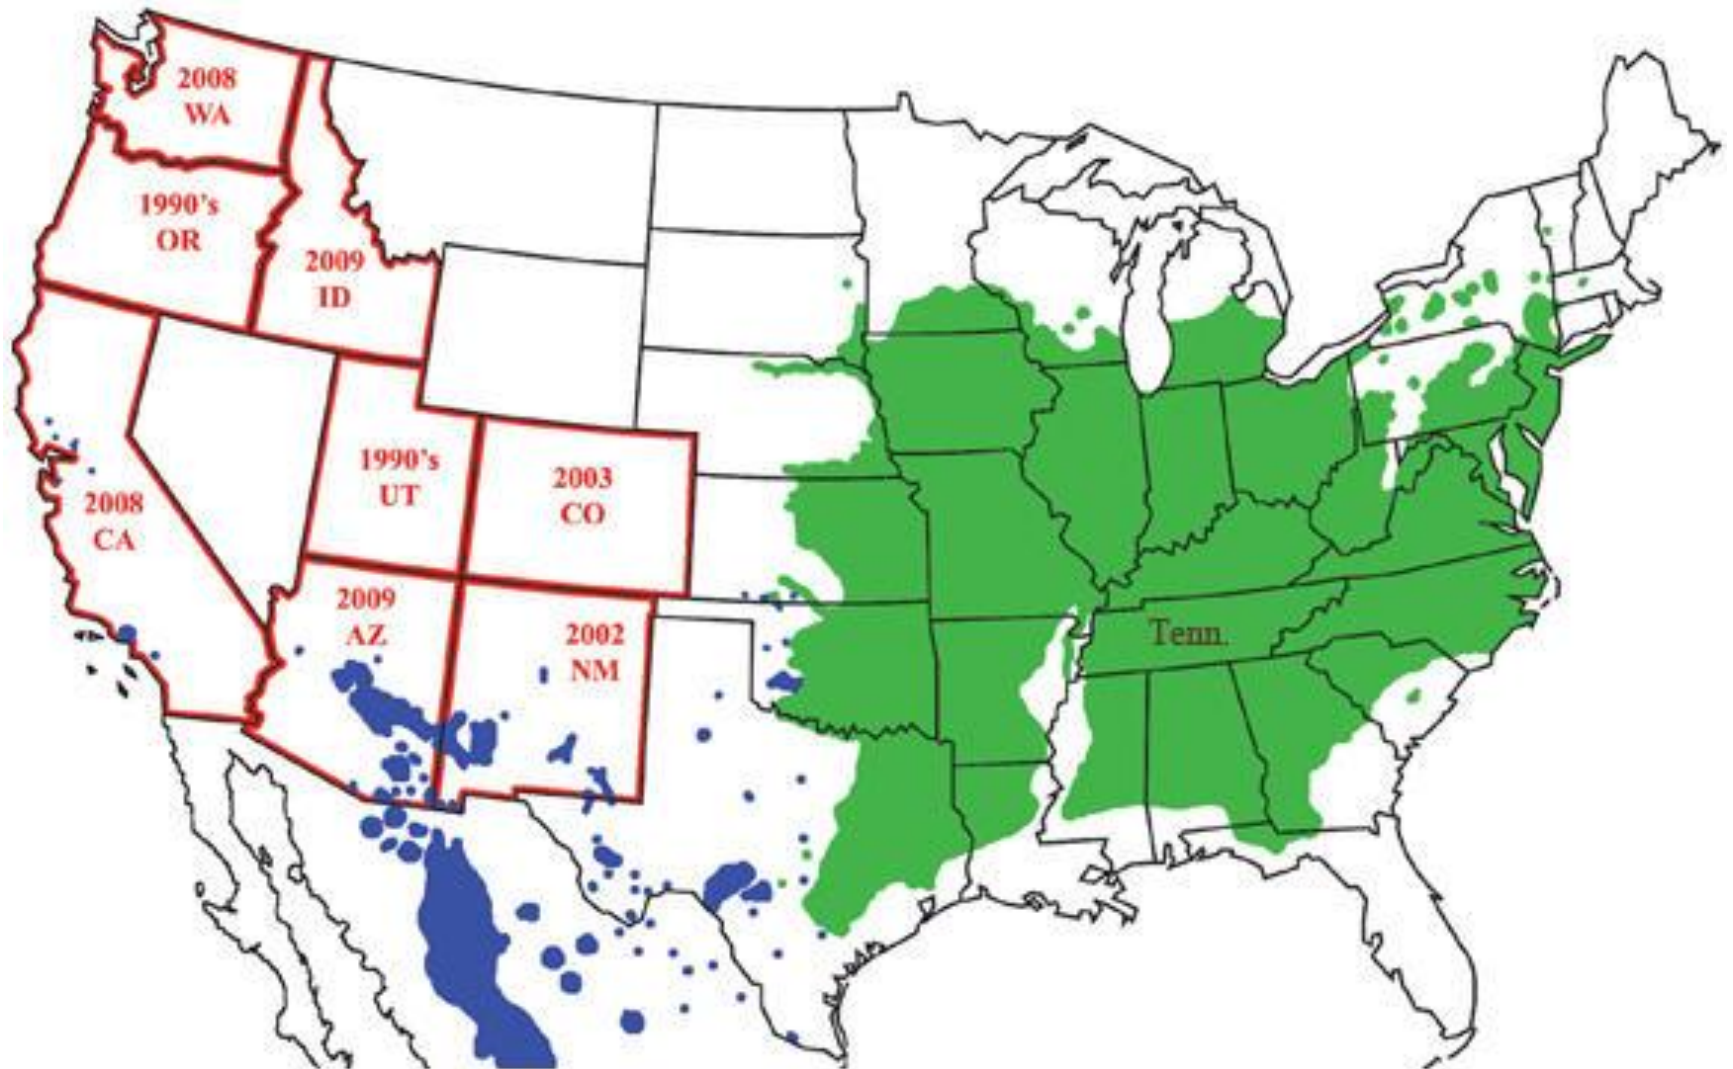 2008
WA
1990's
OR
2009
ID
1990's
UT
2003
CO
2008
CA
2009
AZ
2002
NM
Tenn.